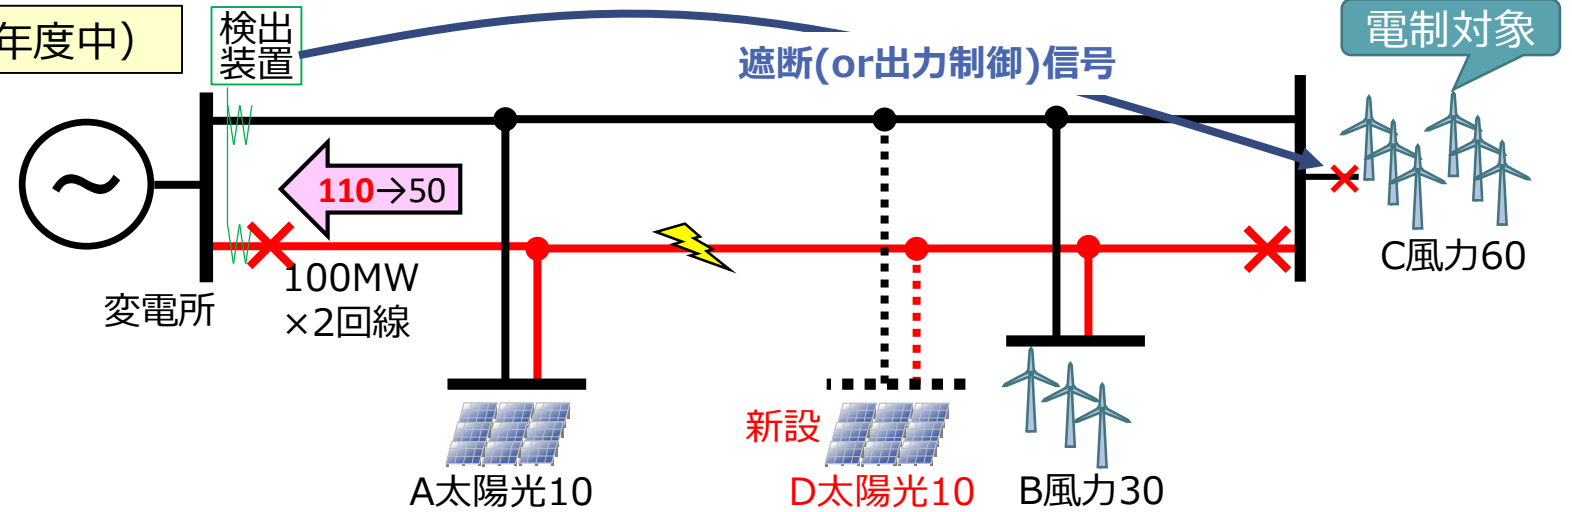 年度中）
検出
装置
遮断(or出力制御)信号
電制対象
110→50
100MW
×2回線
変電所
C風力60
新設
A太陽光10
D太陽光10
B風力30